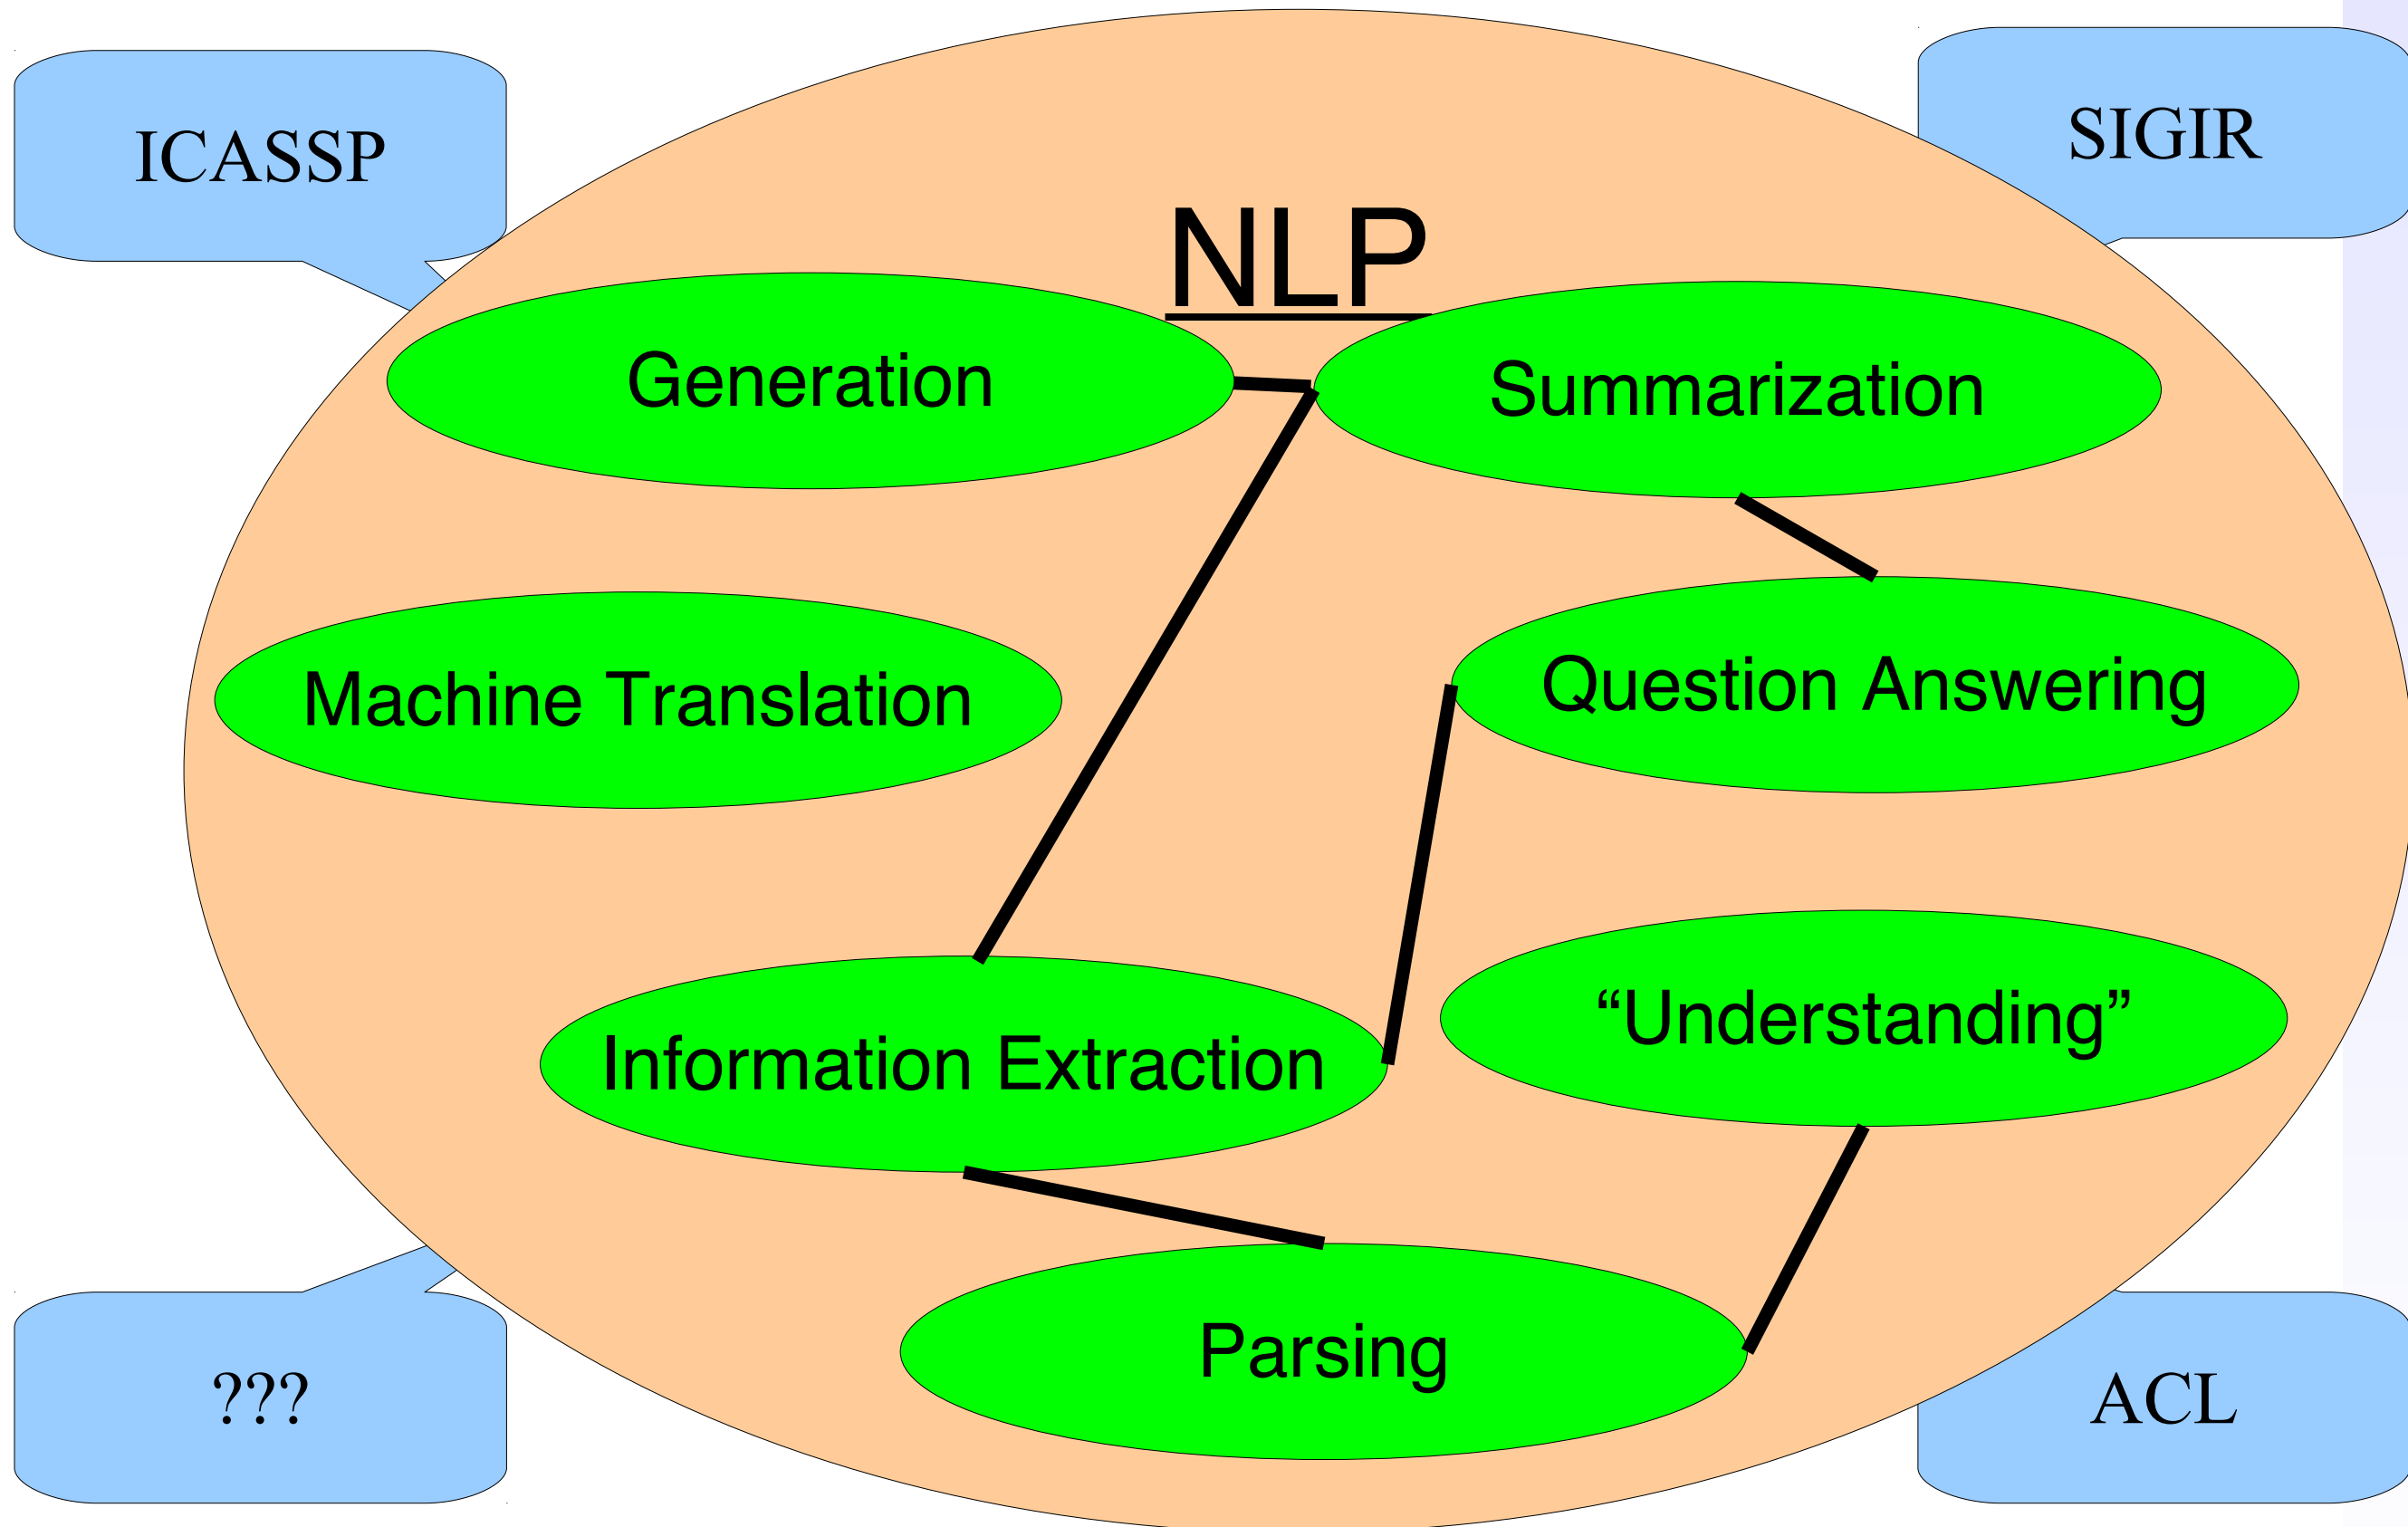 ICASSP
SIGIR
NLP
Generation
Summarization
Machine Translation
Question Answering
Information Extraction
“Understanding”
Parsing
???
ACL